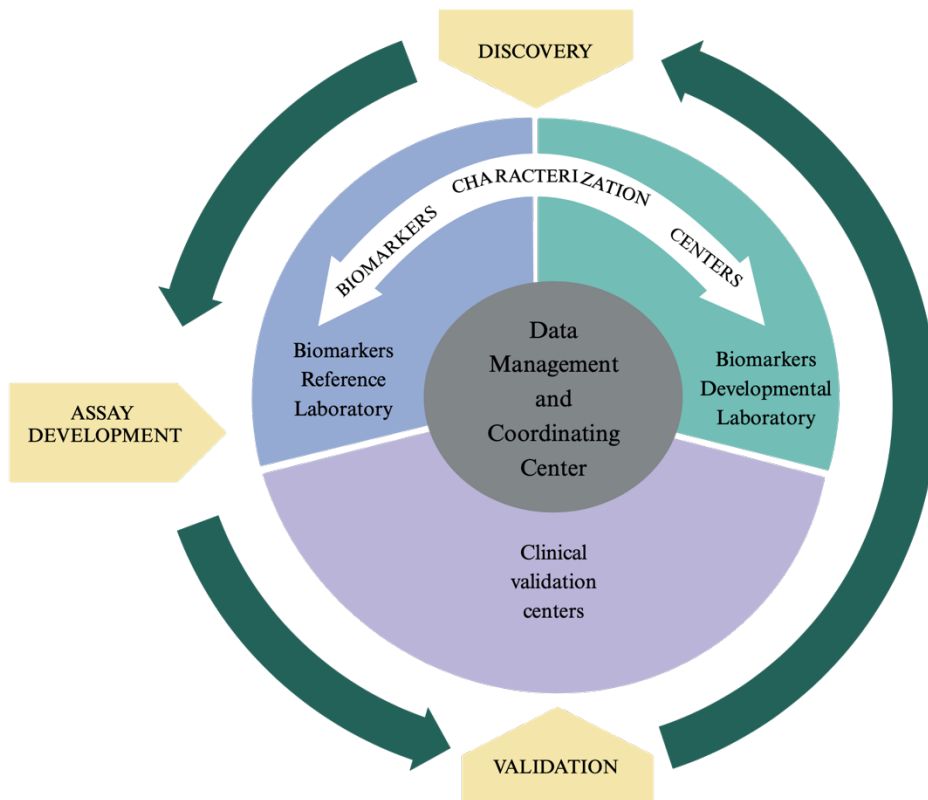 DISCOVERY
BIOMARKERS CHARACTERIZATION CENTERS
Biomarkers
Reference
Laboratory
Data
Management
and
Coordinating
Center
Biomarkers
Developmental
Laboratory
ASSAY
DEVELOPMENT
Clinical
validation
centers
VALIDATION